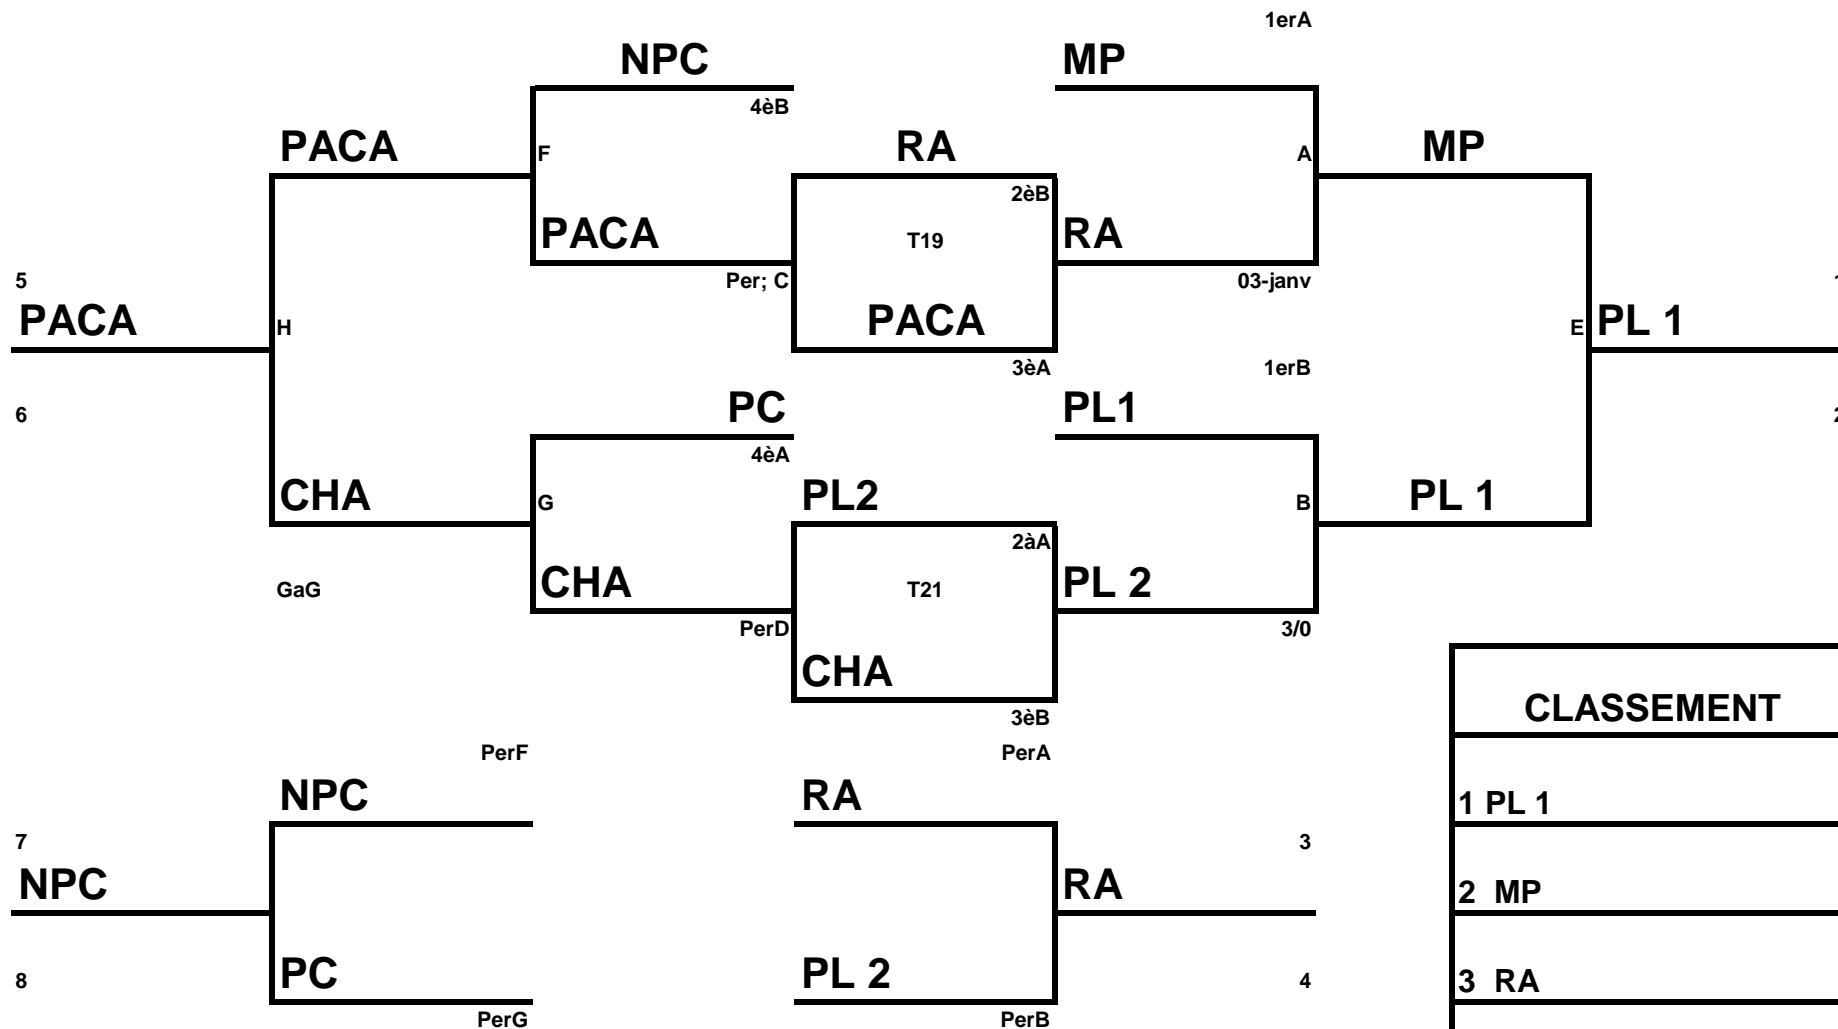 1erA
NPC MP
4èB
PACA F RA A MP
2èB
PACA T19 RA
5 Per; C 03-janv 1
PACA H PACA E PL 1
3èA 1erB
6 PC PL1 2
4èA
CHA G PL2 B PL 1
2àA
GaG CHA T21 PL 2
PerD 3/0
CHA
CLASSEMENT
3èB
PerF PerA
NPC RA 1 PL 1
7 3
NPC RA 2 MP
8 PC PL 2 4 3 RA
PerG PerB